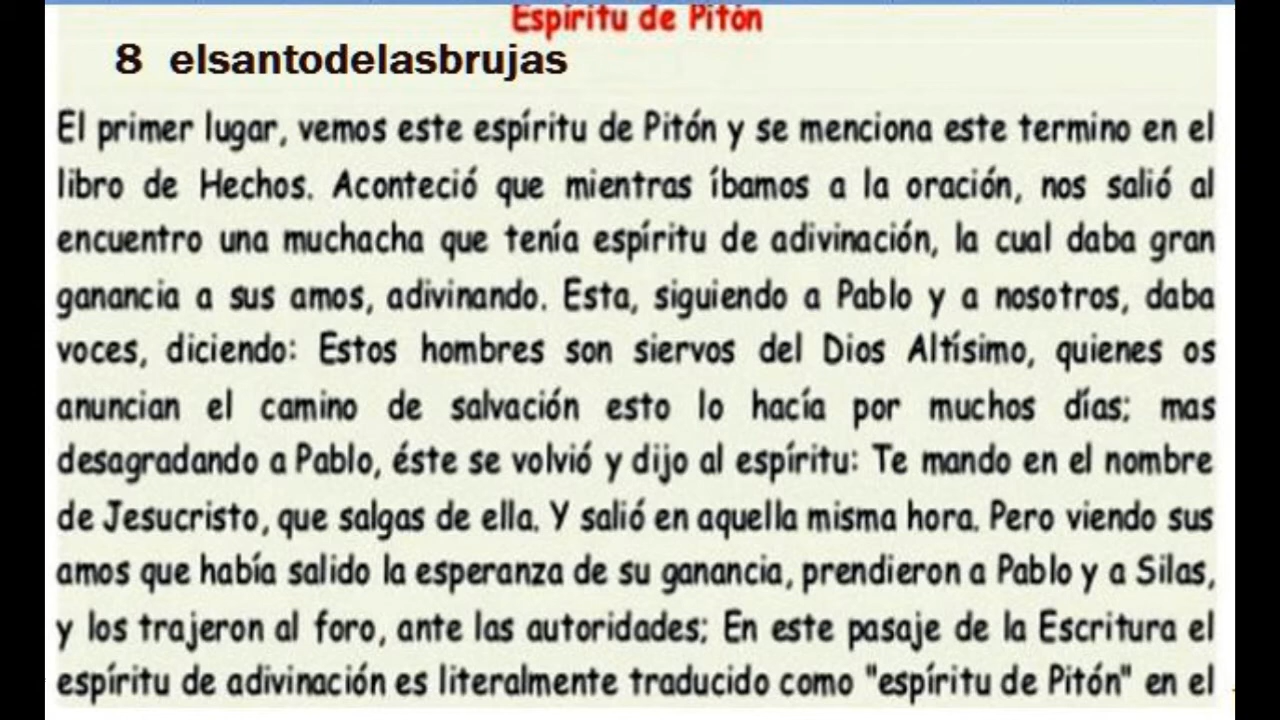 Espíritu de Pitón
8 elsantodelasbrujas
El primer lugar, vemos este espíritu de Pitón y se menciona este termino en el
libro de Hechos. Aconteció que mientras íbamos a la oración, nos salió al
encuentro una muchacha que tenía espíritu de adivinación, la cual daba gran
ganancia a sus amos, adivinando. Esta, siguiendo a Pablo y a nosotros, daba
voces, diciendo: Estos hombres son siervos del Dios Altísimo, quienes os
anuncian el camino de salvación esto lo hacía por muchos días; mas
desagradando a Pablo, éste se volvió y dijo al espíritu: Te mando en el nombre
de Jesucristo, que salgas de ella. Y salió en aquella misma hora. Pero viendo sus
amos que había salido la esperanza de su ganancia, prendieron a Pablo y a Silas,
y los trajeron al foro, ante las autoridades; En este pasaje de la Escritura el
espíritu de adivinación es literalmente traducido como "espíritu de Pitón" en el